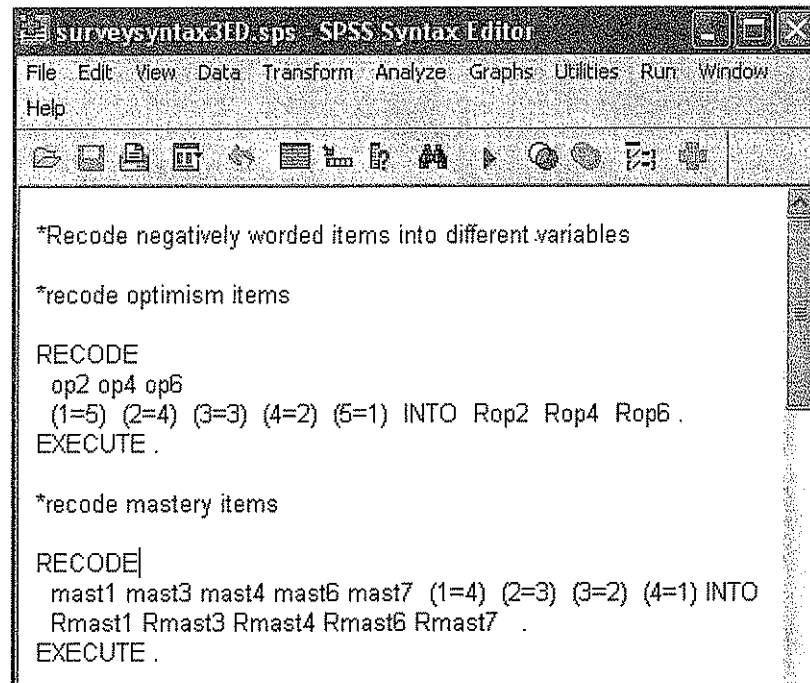 surveysyntax3ED.sps - SPSS Syntax Editor
File Edit View Data Transform Analyze Graphs Utilities Run Window
Help
*Recode negatively worded items into different variables
*recode optimism items
RECODE
op2 op4 op6
(1=5) (2=4) (3=3) (4=2) (5=1) INTO Rop2 Rop4 Rop6 .
EXECUTE .
*recode mastery items
RECODE
mast1 mast3 mast4 mast6 mast7 (1=4) (2=3) (3=2) (4=1) INTO
Rmast1 Rmast3 Rmast4 Rmast6 Rmast7 .
EXECUTE .